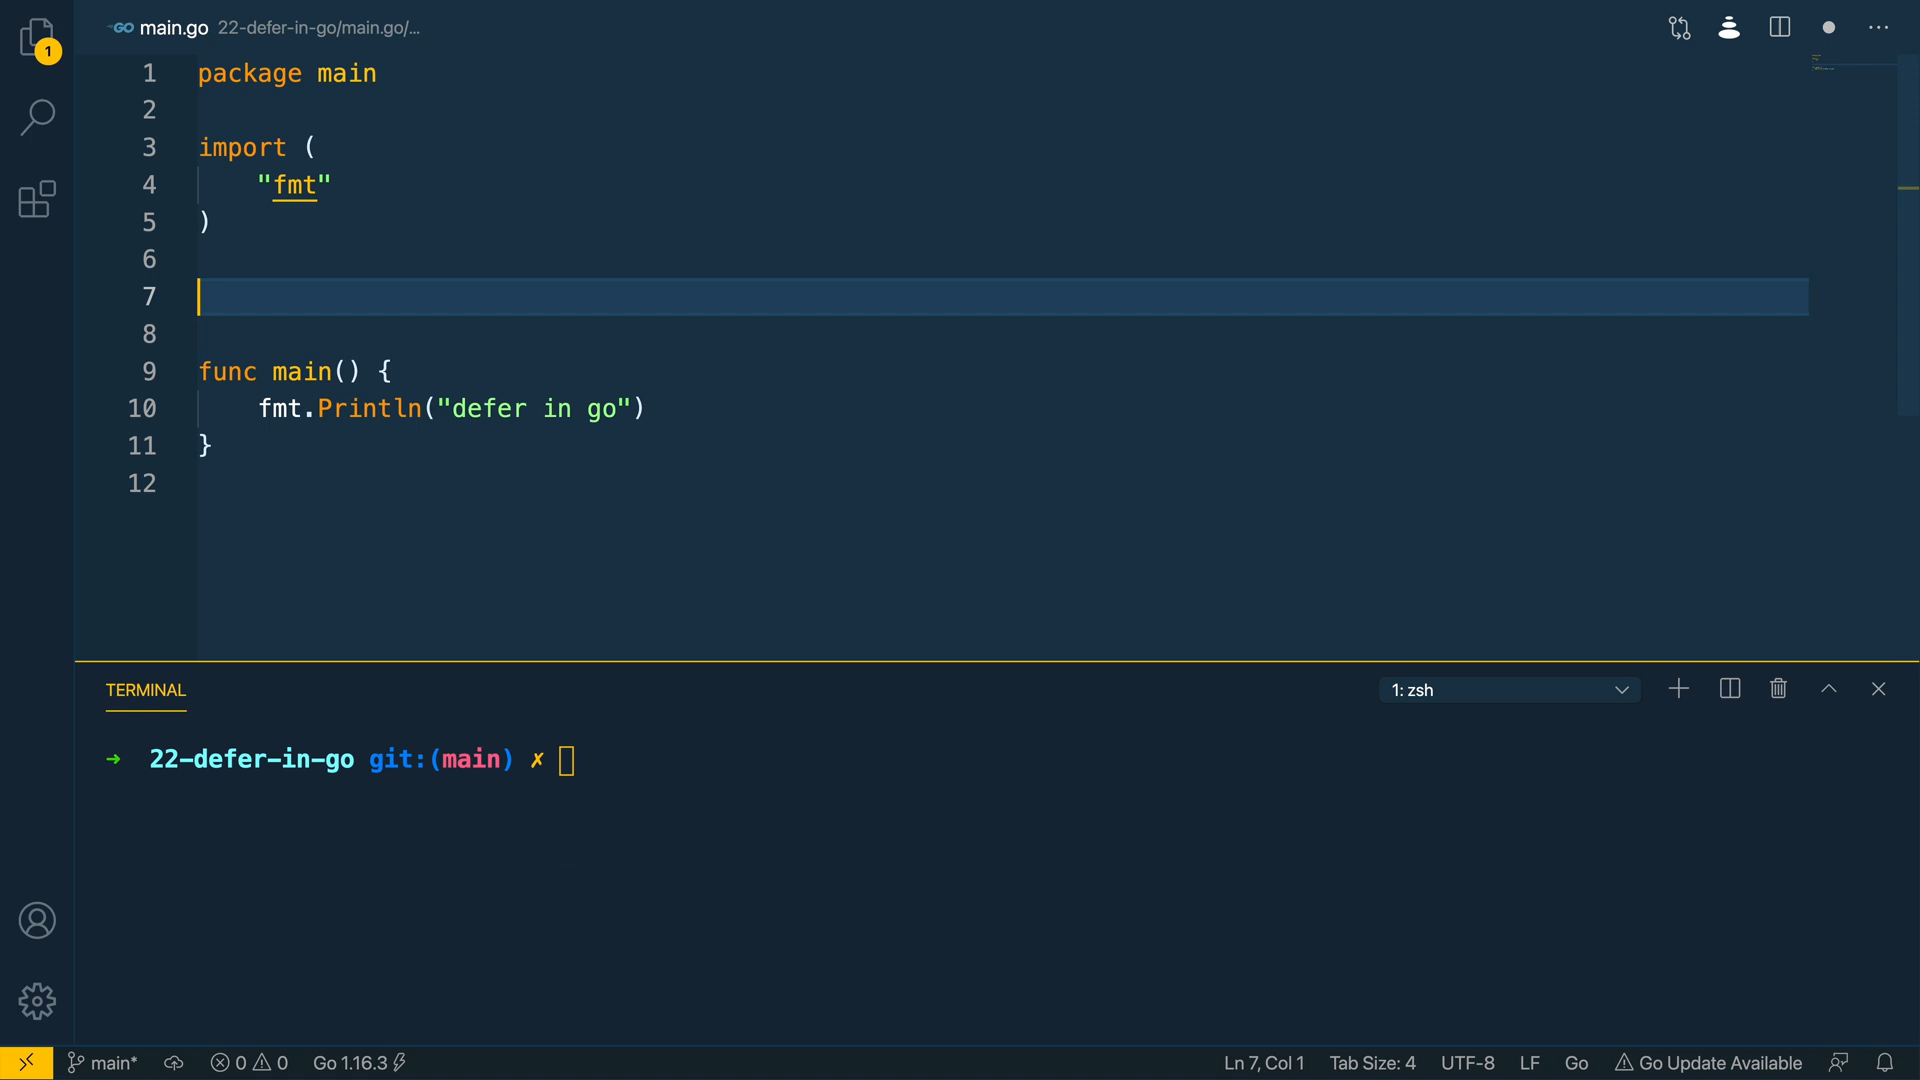 1
GO main.go 22-defer-in-go/main.go/...
1 package main
2
3 import (
4 "fmt"
5 )
6
7
8
9 func main() {
10 fmt.Println("defer in go")
11 }
12
TERMINAL
1: zsh
➜ 22-defer-in-go git:(main) ✗
main* 0 0 Go 1.16.3 Ln 7, Col 1 Tab Size: 4 UTF-8 LF Go Go Update Available